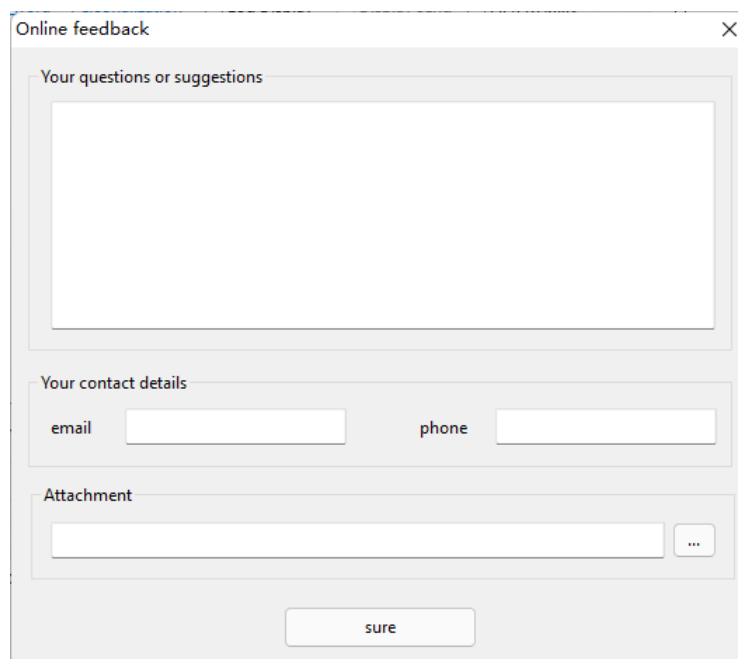 Online feedback
Your questions or suggestions
Your contact details
email phone
Attachment
...
sure